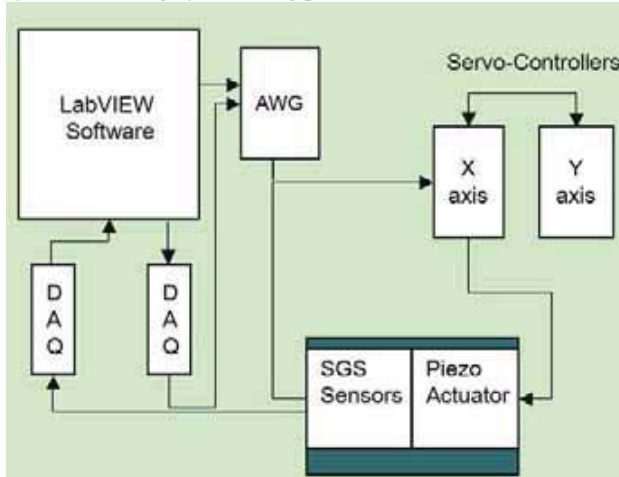 LabVIEW
Software
AWG
Servo-Controllers
X
axis
Y
axis
D
A
Q
D
A
Q
SGS
Sensors
Piezo
Actuator